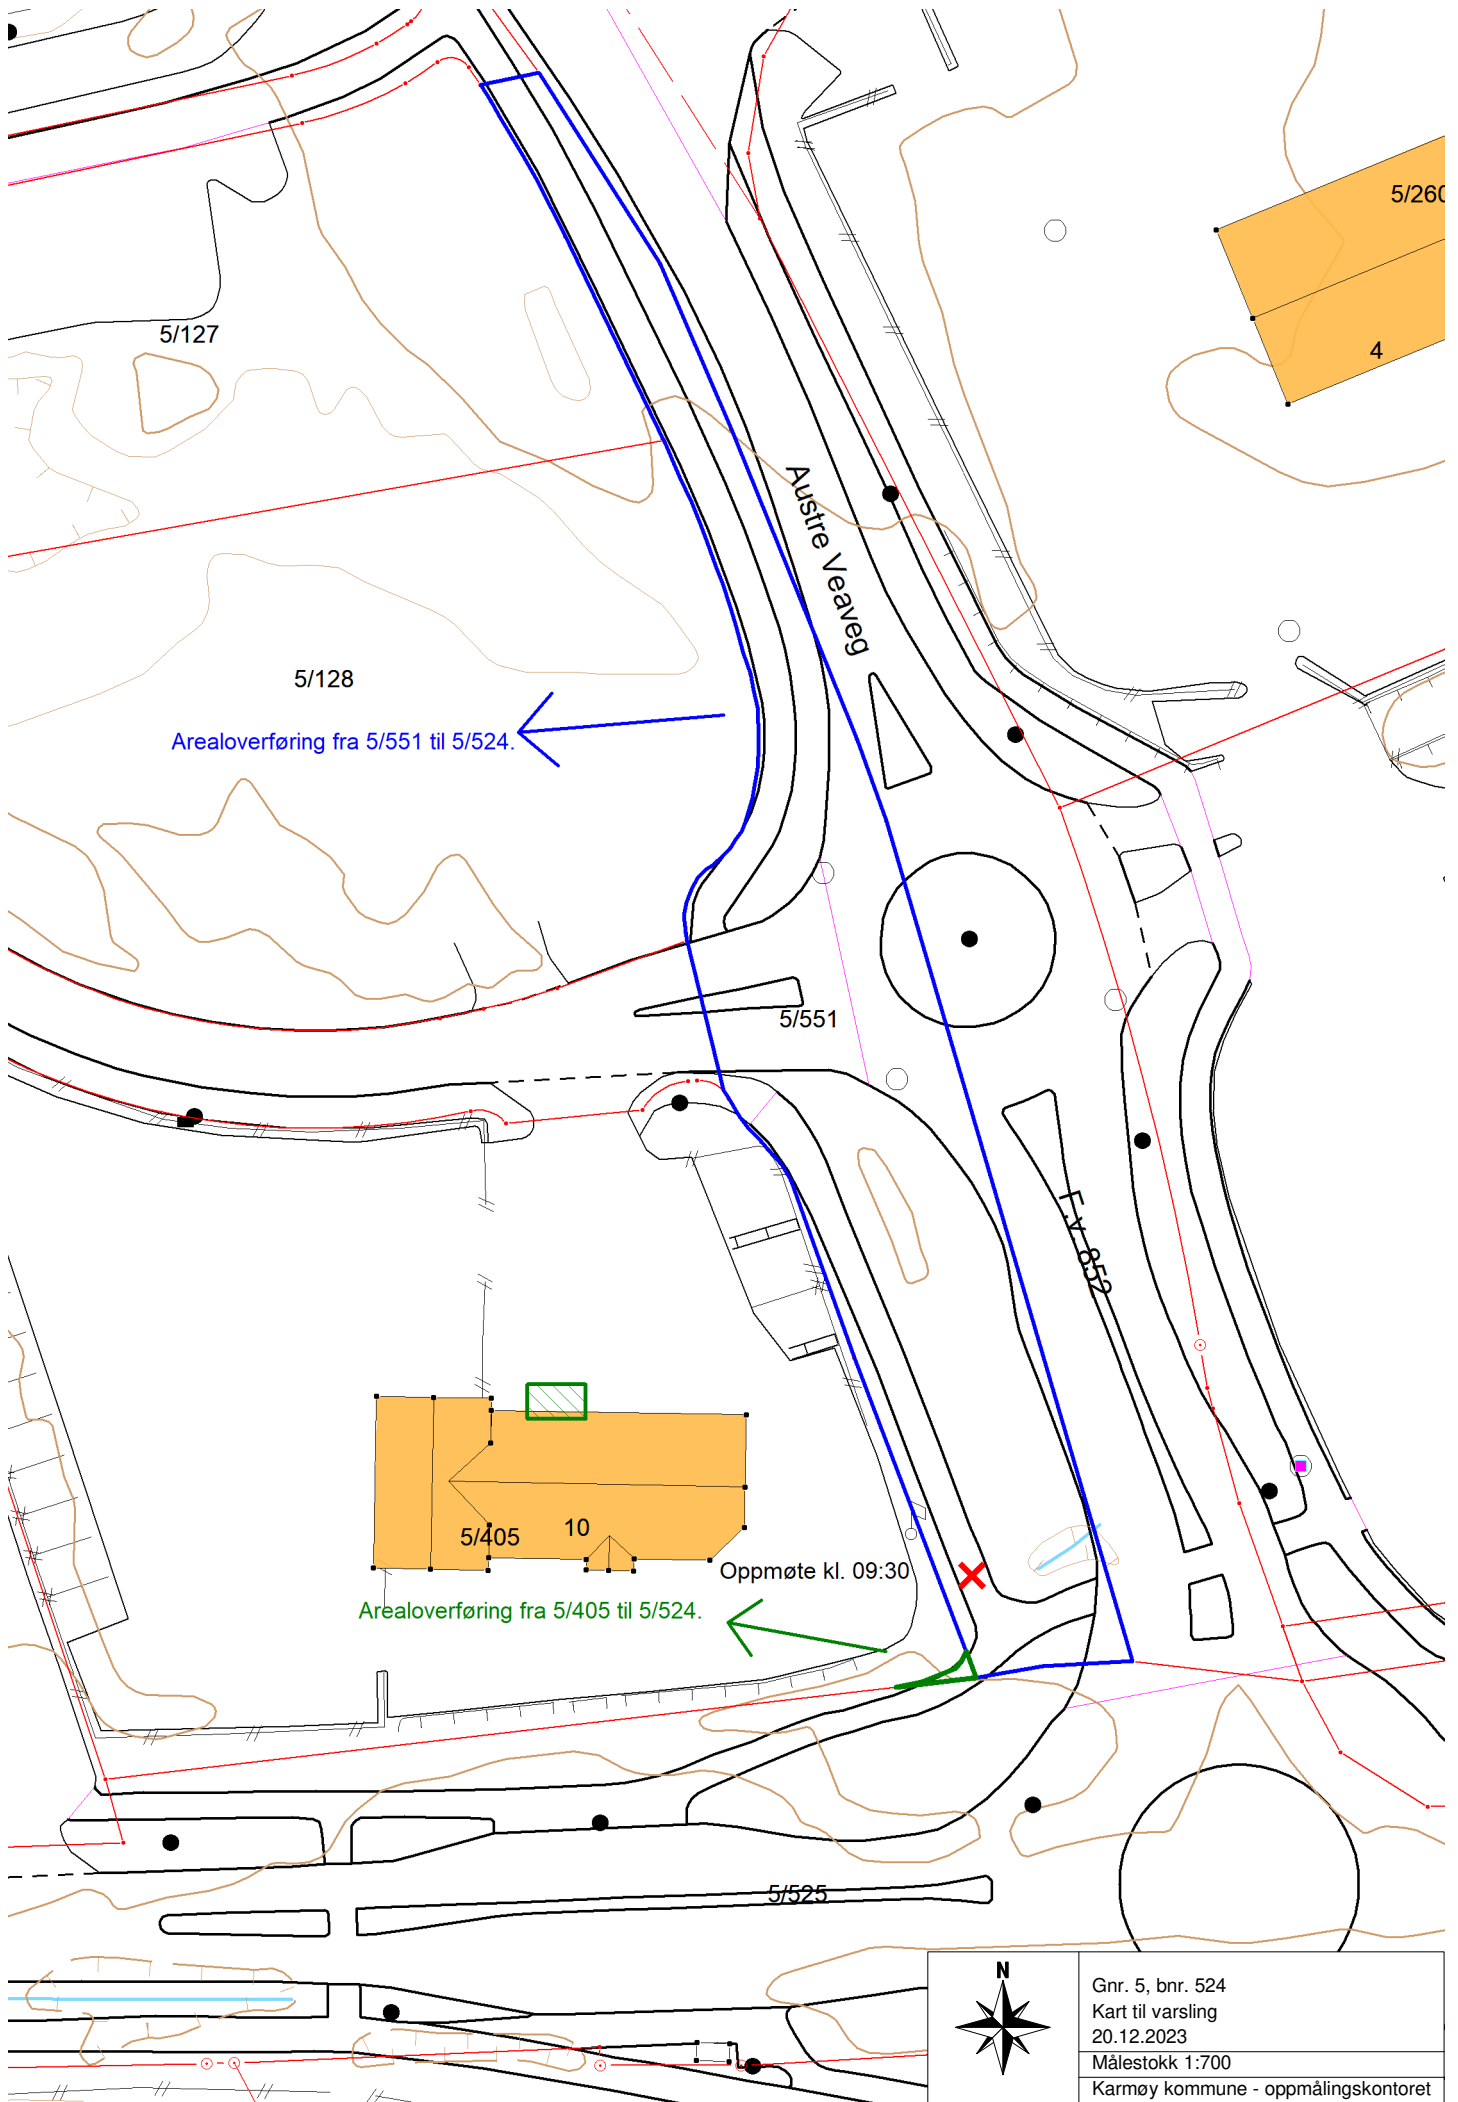 5/260
5/127
4
Austre Veaveg
5/128
Arealoverføring fra 5/551 til 5/524.
5/551
F.v. 852
5/405
10
Oppmøte kl. 09:30
Arealoverføring fra 5/405 til 5/524.
5/525
N
Gnr. 5, bnr. 524
Kart til varsling
20.12.2023
Målestokk 1:700
Karmøy kommune - oppmålingskontoret